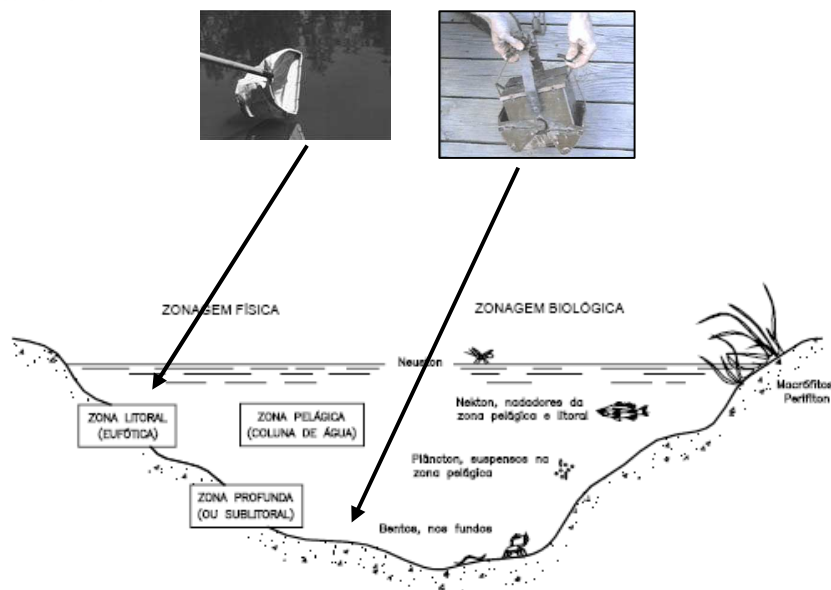 ZONAGEM FÍSICA
ZONAGEM BIOLÓGICA
Neuston
ZONA LITORAL
(EUFÓTICA)
ZONA PELÁGICA
(COLUNA DE ÁGUA)
Nekton, nadadores da
zona pelágica e litoral
Macrófitos
Perifiton
Plâncton, suspensos na
zona pelágica
ZONA PROFUNDA
(OU SUBLITORAL)
Bentos, nos fundos